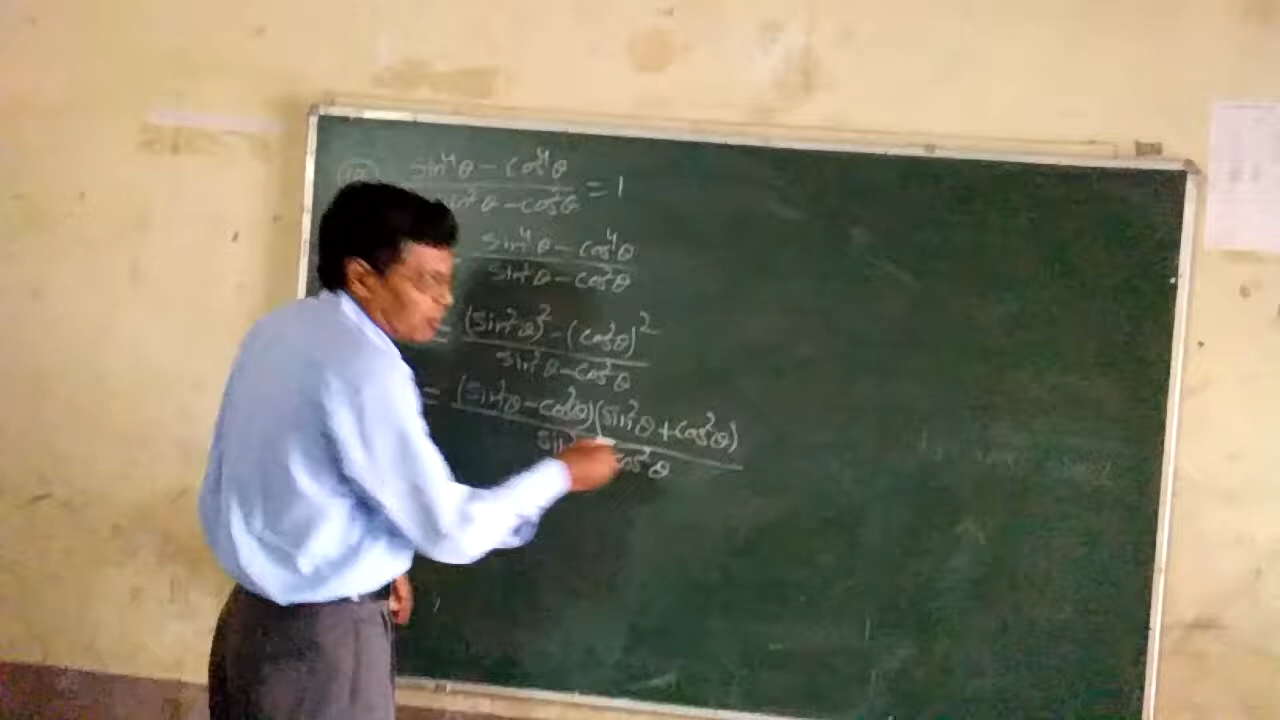 sin⁴θ - cos⁴θ / sin²θ - cos²θ = 1
sin⁴θ - cos⁴θ / sin²θ - cos²θ
= (sin²θ)² - (cos²θ)² / sin²θ - cos²θ
= (sin²θ - cos²θ)(sin²θ + cos²θ) / cos²θ